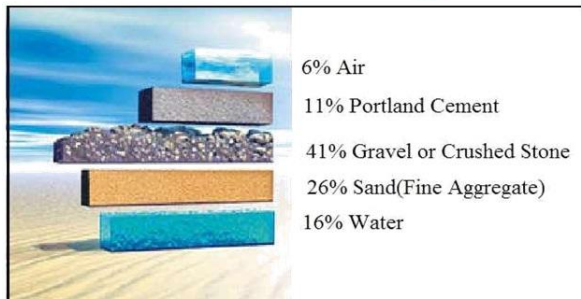 6% Air
11% Portland Cement
41% Gravel or Crushed Stone
26% Sand(Fine Aggregate)
16% Water